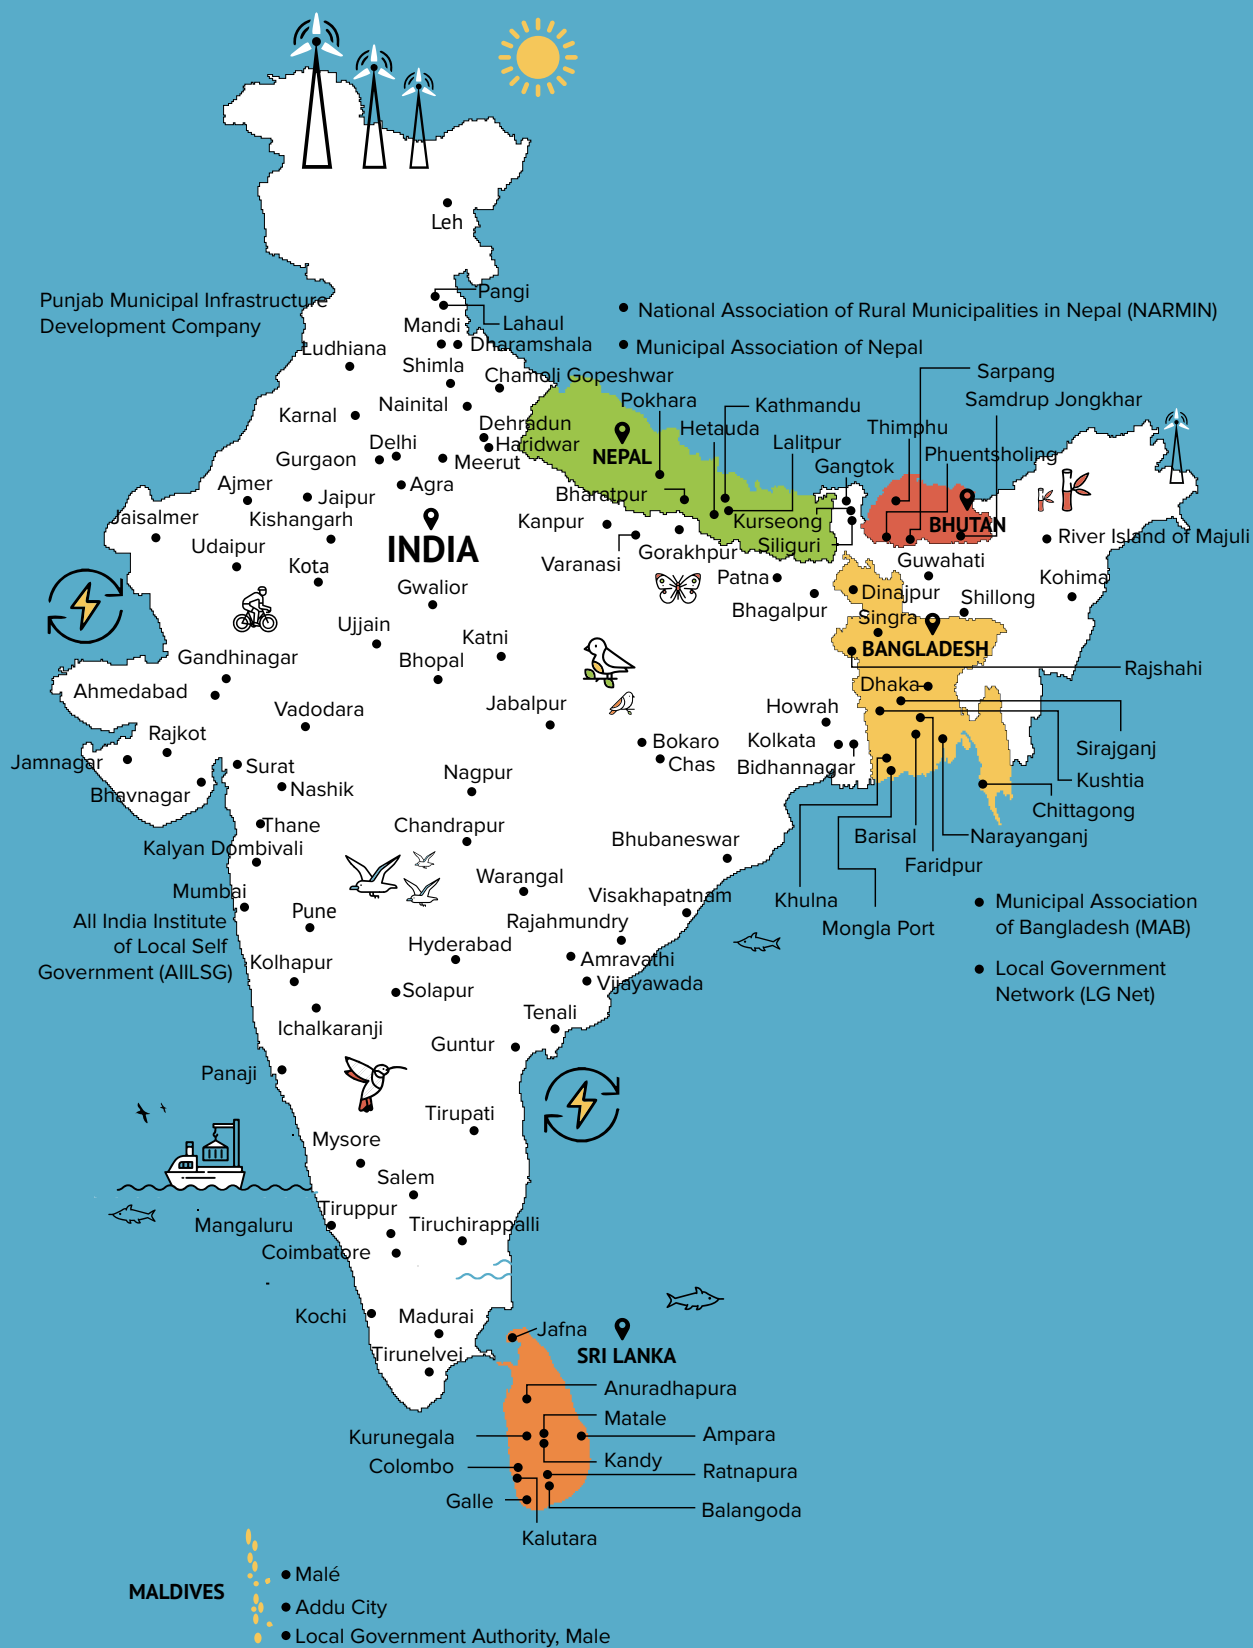 Leh
Punjab Municipal Infrastructure
Development Company
Pangi
Lahaul
Mandi
Dharamshala
National Association of Rural Municipalities in Nepal (NARMIN)
Municipal Association of Nepal
Ludhiana
Shimla
Chamoli Gopeshwar
Sarpang
Samdrup Jongkhar
Karnal
Nainital
Pokhara
Kathmandu
Dehradun
Haridwar
Hetauda
Lalitpur
Thimphu
Phuentsholing
Delhi
Gurgaon
Meerut
NEPAL
Gangtok
Ajmer
Jaipur
Agra
Bharatpur
Jaisalmer
Kishangarh
Kanpur
Kurseong
BHUTAN
River Island of Majuli
Udaipur
INDIA
Varanasi
Gorakhpur
Siliguri
Kota
Gwalior
Patna
Guwahati
Kohima
Bhagalpur
Dinajpur
Shillong
Ujjain
Katni
Singra
Gandhinagar
Bhopal
BANGLADESH
Rajshahi
Ahmedabad
Dhaka
Vadodara
Jabalpur
Howrah
Rajkot
Bokaro
Kolkata
Sirajganj
Jamnagar
Surat
Chas
Bidhannagar
Nagpur
Kushtia
Bhavnagar
Nashik
Chittagong
Thane
Chandrapur
Bhubaneswar
Barisal
Narayanganj
Kalyan Dombivali
Faridpur
Mumbai
Warangal
Visakhapatnam
Khulna
Municipal Association
of Bangladesh (MAB)
All India Institute
of Local Self
Government (AIILSG)
Pune
Rajahmundry
Mongla Port
Hyderabad
Kolhapur
Amravathi
Local Government
Network (LG Net)
Solapur
Vijayawada
Ichalkaranji
Tenali
Guntur
Panaji
Tirupati
Mysore
Salem
Tiruppur
Mangaluru
Tiruchirappalli
Coimbatore
Kochi
Madurai
Jafna
Tirunelvei
SRI LANKA
Anuradhapura
Matale
Kurunegala
Ampara
Colombo
Kandy
Ratnapura
Galle
Balangoda
Kalutara
MALDIVES
Malé
Addu City
Local Government Authority, Male